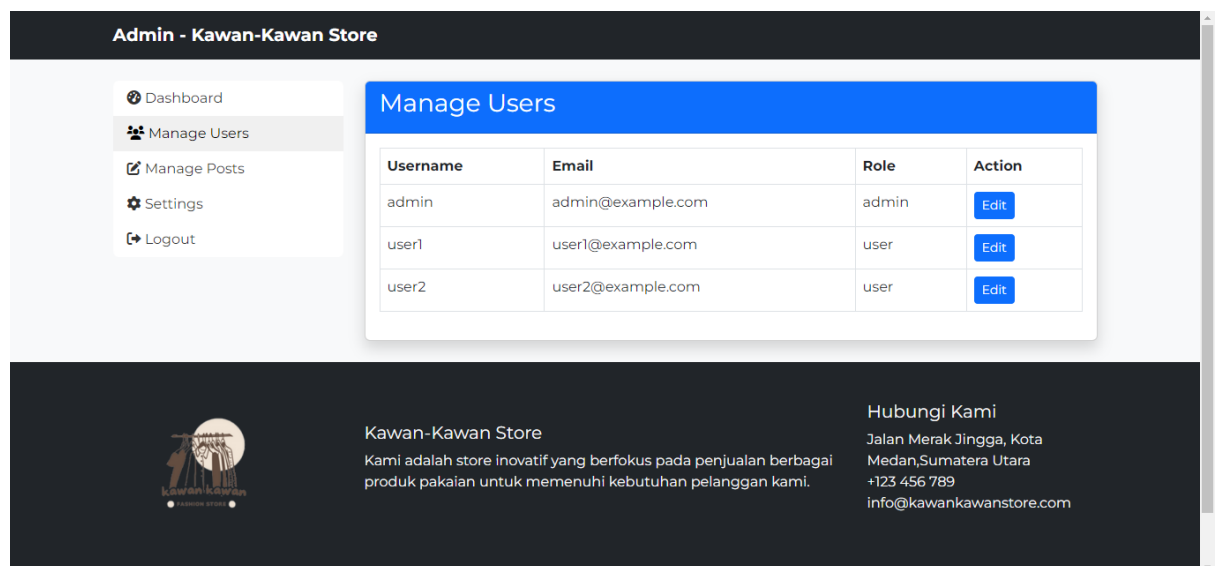 Admin - Kawan-Kawan Store
Dashboard
Manage Users
Manage Posts
Settings
Logout
Manage Users
Username Email Role Action
admin admin@example.com admin Edit
user1 user1@example.com user Edit
user2 user2@example.com user Edit
kawan kawan
FASHION STORE
Kawan-Kawan Store
Kami adalah store inovatif yang berfokus pada penjualan berbagai
produk pakaian untuk memenuhi kebutuhan pelanggan kami.
Hubungi Kami
Jalan Merak Jingga, Kota
Medan,Sumatera Utara
+123 456 789
info@kawankawanstore.com